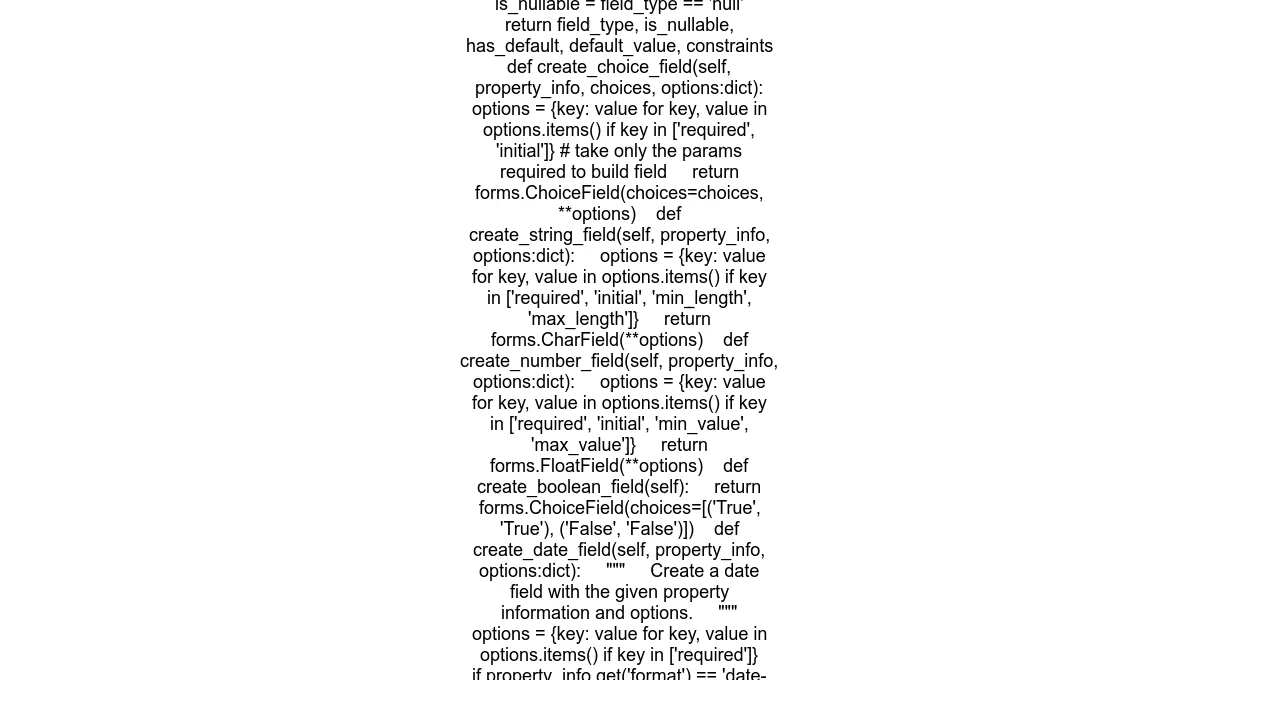 is_nullable = field_type == 'null'
return field_type, is_nullable,
has_default, default_value, constraints
def create_choice_field(self,
property_info, choices, options:dict):
options = {key: value for key, value in
options.items() if key in ['required',
'initial']} # take only the params
required to build field     return
forms.ChoiceField(choices=choices,
**options)    def
create_string_field(self, property_info,
options:dict):     options = {key: value
for key, value in options.items() if key
in ['required', 'initial', 'min_length',
'max_length']}     return
forms.CharField(**options)    def
create_number_field(self, property_info,
options:dict):     options = {key: value
for key, value in options.items() if key
in ['required', 'initial', 'min_value',
'max_value']}     return
forms.FloatField(**options)    def
create_boolean_field(self):     return
forms.ChoiceField(choices=[('True',
'True'), ('False', 'False')])    def
create_date_field(self, property_info,
options:dict):     """     Create a date
field with the given property
information and options.     """
options = {key: value for key, value in
options.items() if key in ['required']}
if property_info.get('format') == 'date-